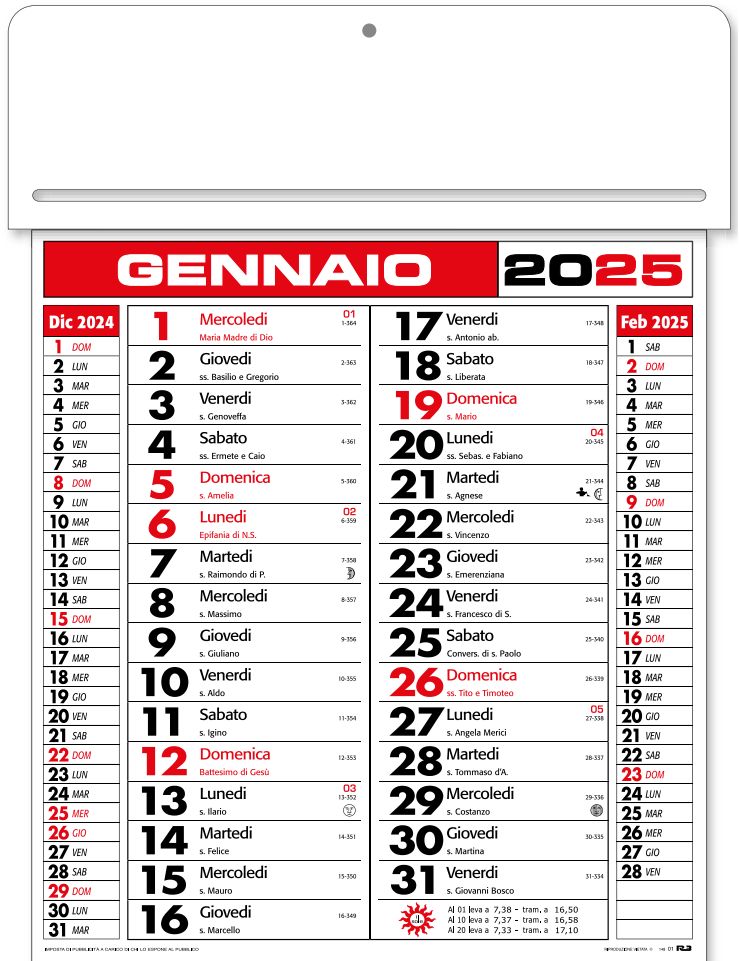 GENNAIO 2025
Dic 2024
1 DOM
2 LUN
3 MAR
4 MER
5 GIO
6 VEN
7 SAB
8 DOM
9 LUN
10 MAR
11 MER
12 GIO
13 VEN
14 SAB
15 DOM
16 LUN
17 MAR
18 MER
19 GIO
20 VEN
21 SAB
22 DOM
23 LUN
24 MAR
25 MER
26 GIO
27 VEN
28 SAB
29 DOM
30 LUN
31 MAR
1 Mercoledi 01
Maria Madre di Dio 1-364
2 Giovedi 2-363
ss. Basilio e Gregorio
3 Venerdi 3-362
s. Genoveffa
4 Sabato 4-361
ss. Ermete e Caio
5 Domenica 5-360
s. Amelia
6 Lunedi 02
Epifania di N.S. 6-359
7 Martedi 7-358
s. Raimondo di P.
8 Mercoledi 8-357
s. Massimo
9 Giovedi 9-356
s. Giuliano
10 Venerdi 10-355
s. Aldo
11 Sabato 11-354
s. Igino
12 Domenica 12-353
Battesimo di Gesù
13 Lunedi 03
s. Ilario 13-352
14 Martedi 14-351
s. Felice
15 Mercoledi 15-350
s. Mauro
16 Giovedi 16-349
s. Marcello
17 Venerdi 17-348
s. Antonio ab.
18 Sabato 18-347
s. Liberata
19 Domenica 19-346
s. Mario
20 Lunedi 04
ss. Sebas. e Fabiano 20-345
21 Martedi 21-344
s. Agnese
22 Mercoledi 22-343
s. Vincenzo
23 Giovedi 23-342
s. Emerenziana
24 Venerdi 24-341
s. Francesco di S.
25 Sabato 25-340
Convers. di s. Paolo
26 Domenica 26-339
ss. Tito e Timoteo
27 Lunedi 05
s. Angela Merici 27-338
28 Martedi 28-337
s. Tommaso d'A.
29 Mercoledi 29-336
s. Costanzo
30 Giovedi 30-335
s. Martina
31 Venerdi 31-334
s. Giovanni Bosco
il sole
Al 01 leva a 7,38 – tram. a 16,50
Al 10 leva a 7,37 – tram. a 16,58
Al 20 leva a 7,33 – tram. a 17,10
Feb 2025
1 SAB
2 DOM
3 LUN
4 MAR
5 MER
6 GIO
7 VEN
8 SAB
9 DOM
10 LUN
11 MAR
12 MER
13 GIO
14 VEN
15 SAB
16 DOM
17 LUN
18 MAR
19 MER
20 GIO
21 VEN
22 SAB
23 DOM
24 LUN
25 MAR
26 MER
27 GIO
28 VEN
IMPOSTA DI PUBBLICITÀ A CARICO DI CHI LO ESPONE AL PUBBLICO
RIPRODUZIONE VIETATA ® 01